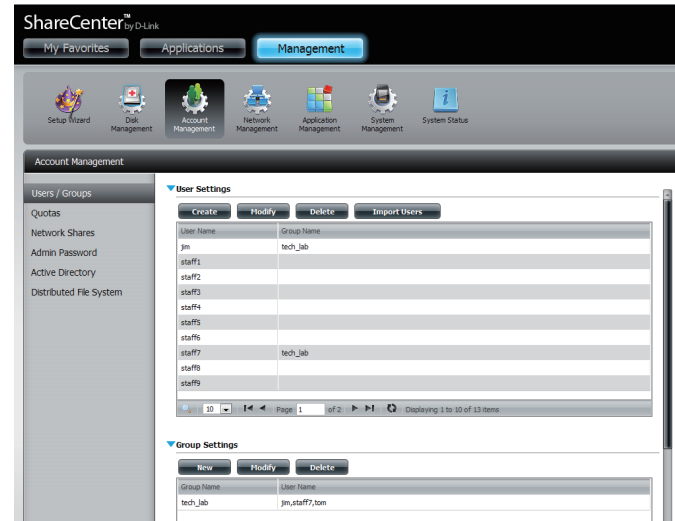 ShareCenter™ by D-Link
My Favorites Applications Management
Setup Wizard Disk Management Account Management Network Management Application Management System Management System Status
Account Management
Users / Groups
Quotas
Network Shares
Admin Password
Active Directory
Distributed File System
User Settings
Create Modify Delete Import Users
User Name Group Name
jim tech_lab
staff1
staff2
staff3
staff4
staff5
staff6
staff7 tech_lab
staff8
staff9
10 Page 1 of 2 Displaying 1 to 10 of 13 items
Group Settings
New Modify Delete
Group Name User Name
tech_lab jim,staff7,tom